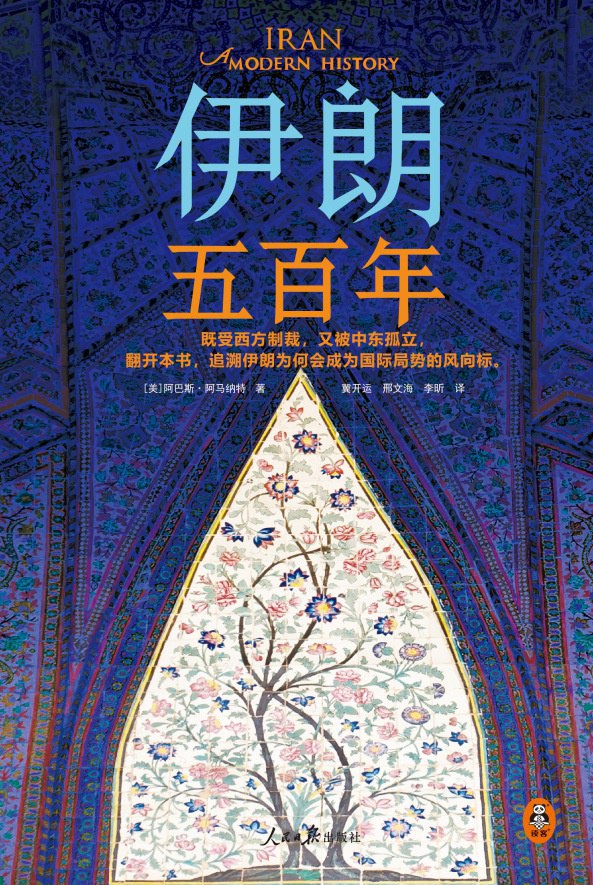 IRAN
A MODERN HISTORY
伊朗
五百年
既受西方制裁，又被中东孤立，
翻开本书，追溯伊朗为何会成为国际局势的风向标。
[美]阿巴斯·阿马纳特 著 冀开运 邢文海 李昕 译
读客
人民日报出版社